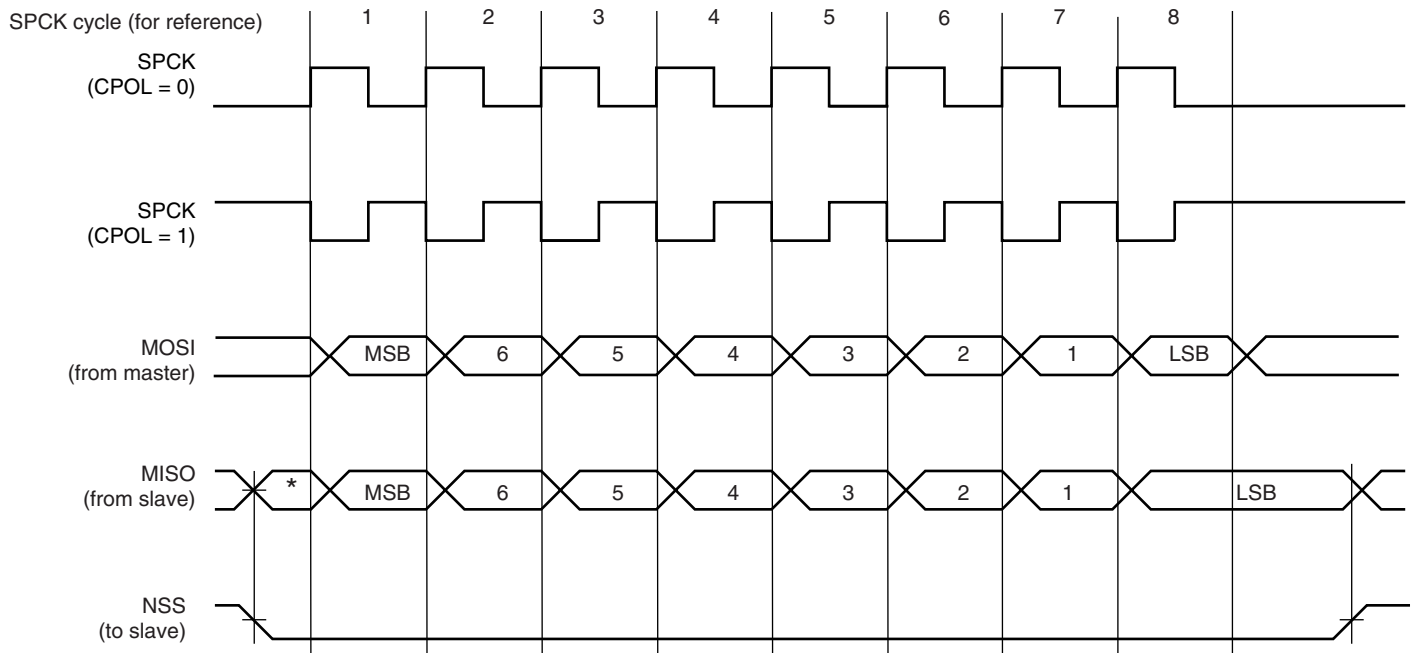 SPCK cycle (for reference) 1 2 3 4 5 6 7 8
SPCK
(CPOL = 0)
SPCK
(CPOL = 1)
MOSI
(from master)
MSB 6 5 4 3 2 1 LSB
MISO
(from slave)
* MSB 6 5 4 3 2 1 LSB
NSS
(to slave)